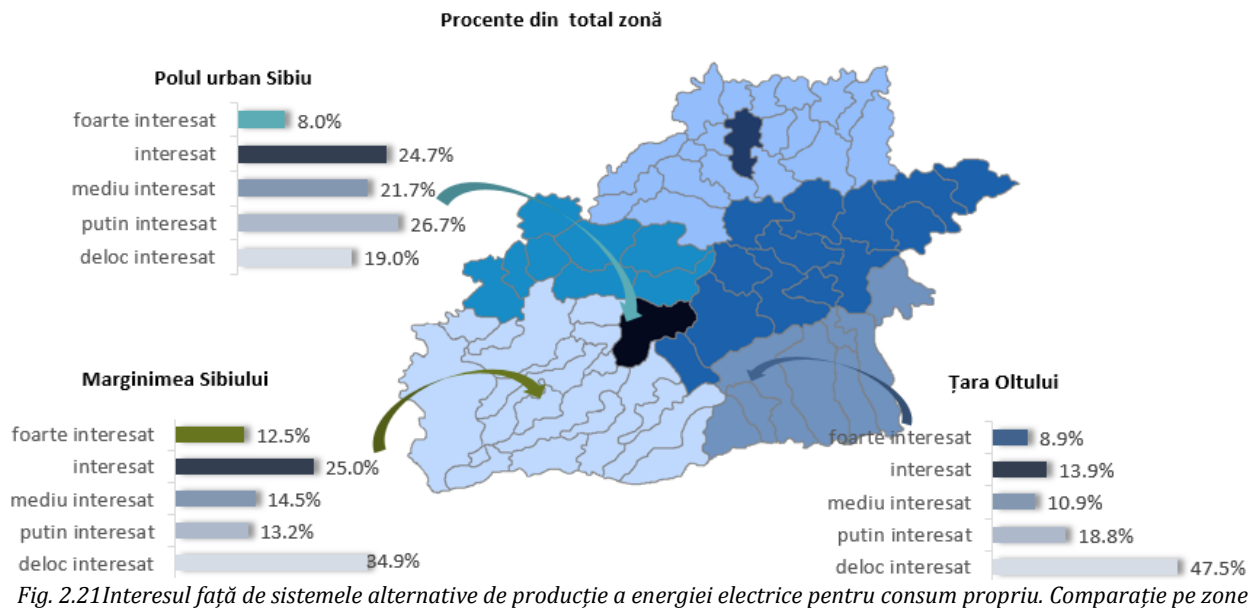 Procente din total zonă
Polul urban Sibiu
foarte interesat 8.0%
interesat 24.7%
mediu interesat 21.7%
putin interesat 26.7%
deloc interesat 19.0%
Marginimea Sibiului
foarte interesat 12.5%
interesat 25.0%
mediu interesat 14.5%
putin interesat 13.2%
deloc interesat 34.9%
Țara Oltului
foarte interesat 8.9%
interesat 13.9%
mediu interesat 10.9%
putin interesat 18.8%
deloc interesat 47.5%
Fig. 2.21Interesul față de sistemele alternative de producție a energiei electrice pentru consum propriu. Comparație pe zone